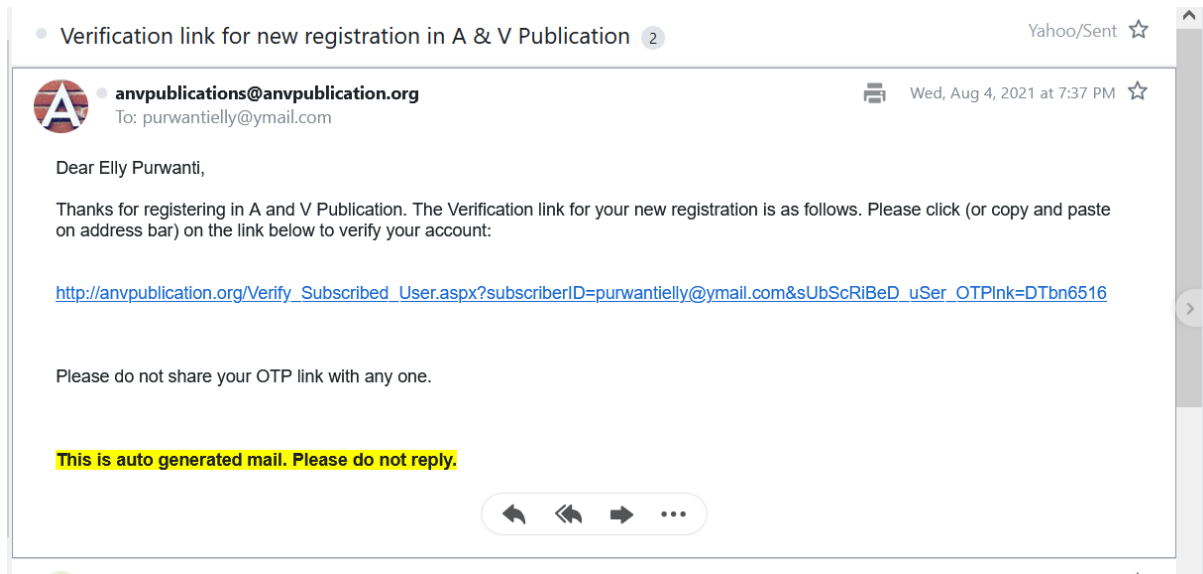 Verification link for new registration in A & V Publication 2
Yahoo/Sent
A
anvpublications@anvpublication.org
Wed, Aug 4, 2021 at 7:37 PM
To: purwantielly@ymail.com
Dear Elly Purwanti,
Thanks for registering in A and V Publication. The Verification link for your new registration is as follows. Please click (or copy and paste
on address bar) on the link below to verify your account:
http://anvpublication.org/Verify_Subscribed_User.aspx?subscriberID=purwantielly@ymail.com&sUbScRiBeD_uSer_OTPlnk=DTbn6516
Please do not share your OTP link with any one.
This is auto generated mail. Please do not reply.